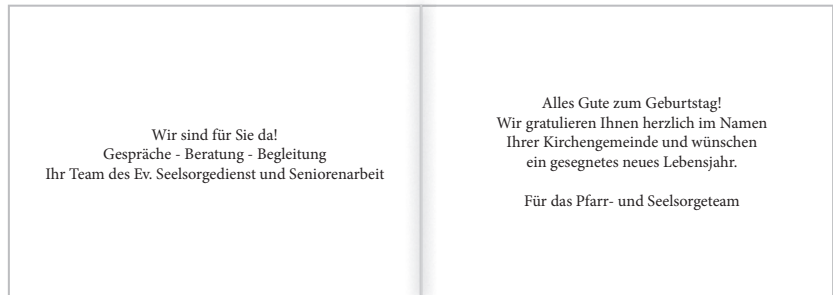 Wir sind für Sie da!
Gespräche - Beratung - Begleitung
Ihr Team des Ev. Seelsorgedienst und Seniorenarbeit
Alles Gute zum Geburtstag!
Wir gratulieren Ihnen herzlich im Namen
Ihrer Kirchengemeinde und wünschen
ein gesegnetes neues Lebensjahr.
Für das Pfarr- und Seelsorgeteam